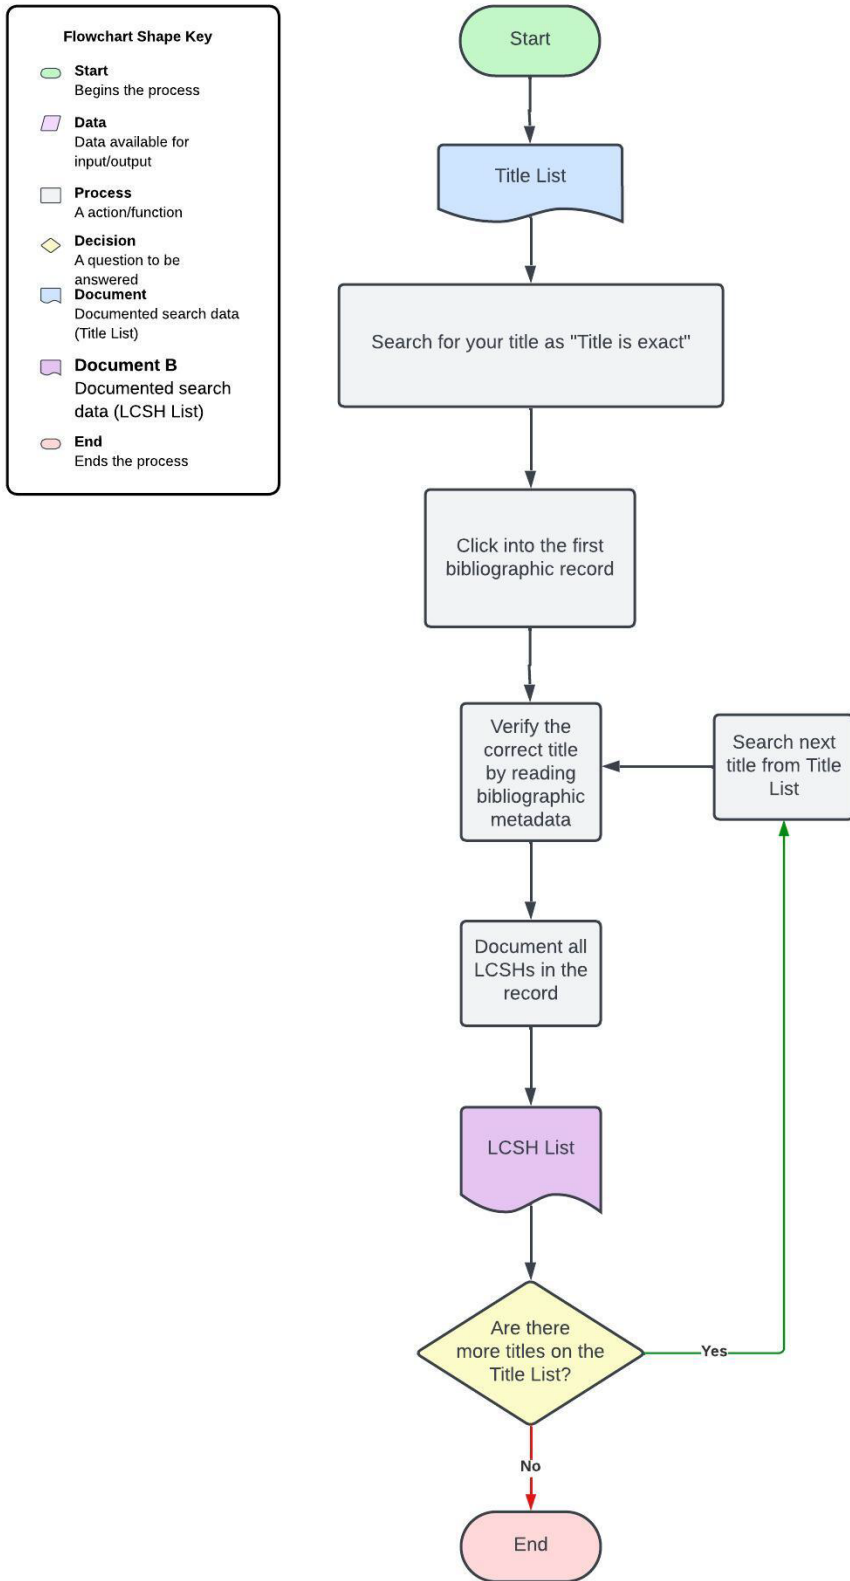 Flowchart Shape Key
Start
Begins the process
Data
Data available for
input/output
Process
A action/function
Decision
A question to be
answered
Document
Documented search data
(Title List)
Document B
Documented search
data (LCSH List)
End
Ends the process
Start
Title List
Search for your title as "Title is exact"
Click into the first
bibliographic record
Verify the
correct title
by reading
bibliographic
metadata
Search next
title from Title
List
Document all
LCSHs in the
record
LCSH List
Are there
more titles on the
Title List?
Yes
No
End